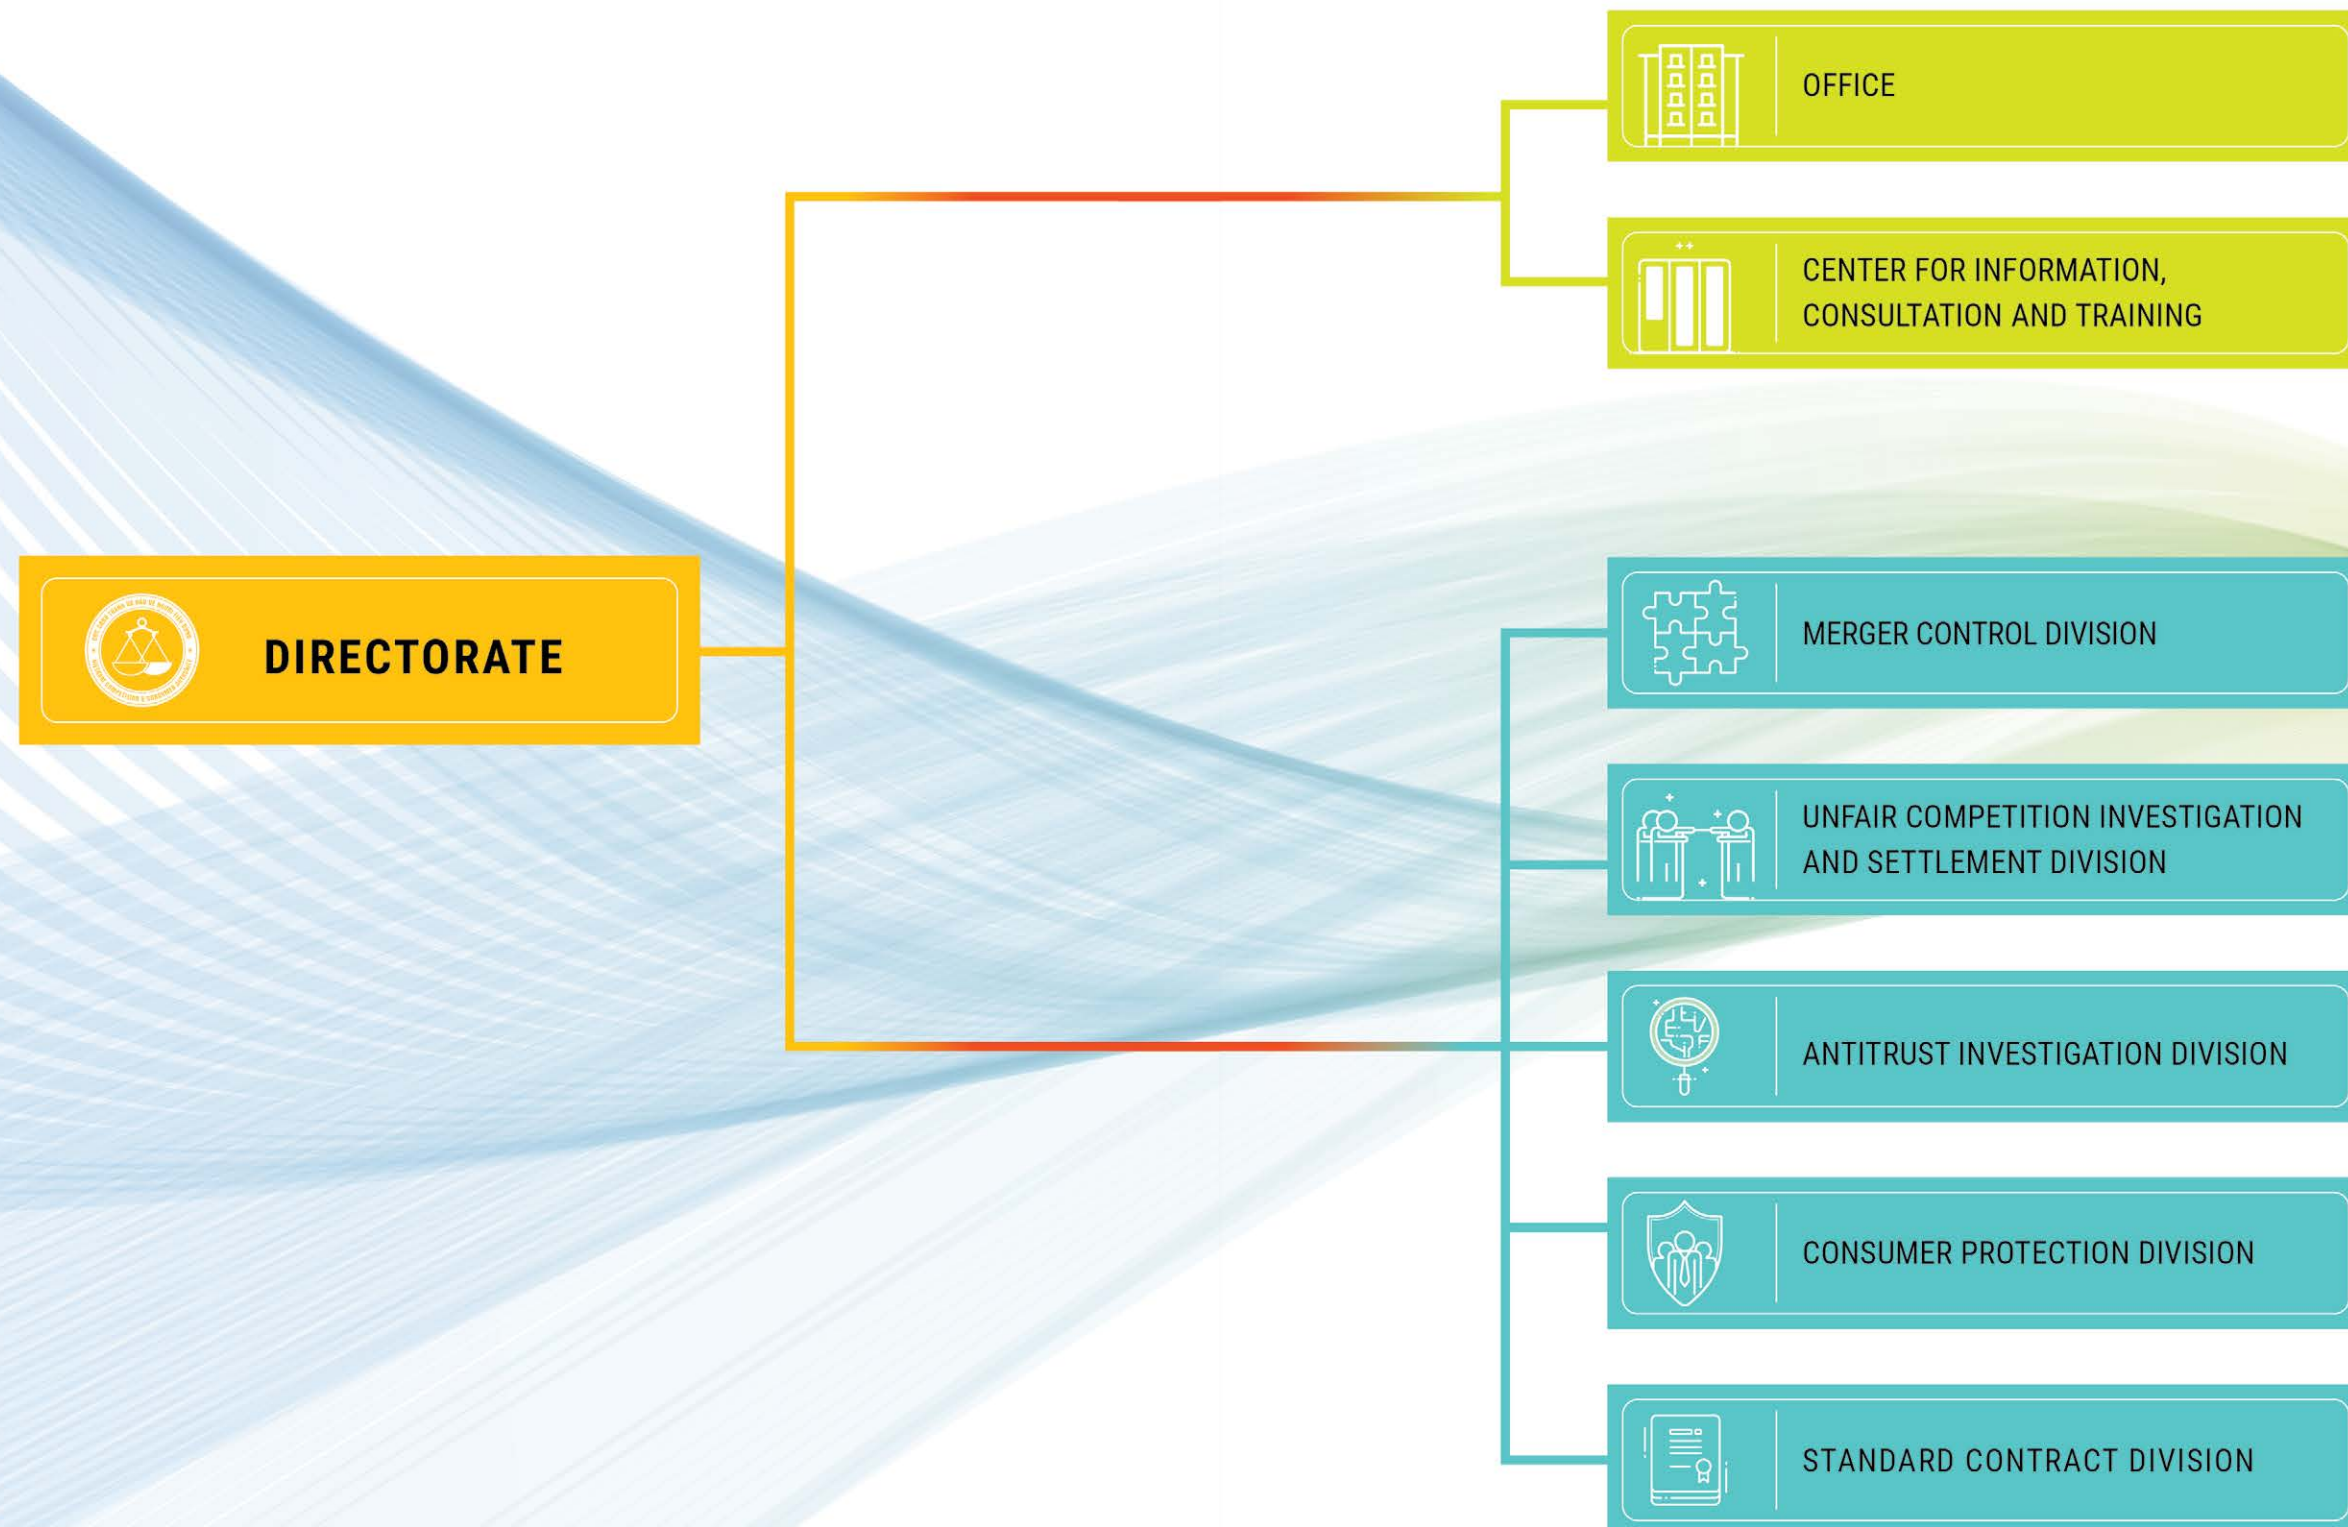 OFFICE
CENTER FOR INFORMATION,
CONSULTATION AND TRAINING
DIRECTORATE
MERGER CONTROL DIVISION
UNFAIR COMPETITION INVESTIGATION
AND SETTLEMENT DIVISION
ANTITRUST INVESTIGATION DIVISION
CONSUMER PROTECTION DIVISION
STANDARD CONTRACT DIVISION